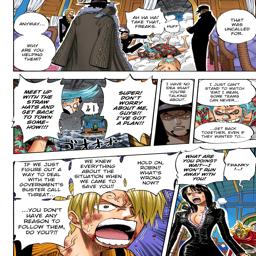 ANYWAY...
WHY
ARE YOU
HELPING
THEM?
AH HA HA!
TAKE THAT,
FREAKS.
HUFF
THAT
WAS
UNCALLED
FOR.
MEET UP
WITH THE
STRAW
HATS AND
GET BACK
TO TOWN
SOME-
HOW!!!
SUPER!
DON'T
WORRY
ABOUT ME,
GUYS!!
I'VE GOT
A PLAN!!
I HAVE NO
IDEA WHAT
YOU'RE
TALKING
ABOUT.
I JUST CAN'T
STAND TO WATCH
'EM! I MEAN,
SOME TEAMS
CAN NEVER...
...GET BACK
TOGETHER, EVEN
IF THEY WANTED TO...
IF WE JUST
FIGURE OUT A
WAY TO DEAL
WITH THE
GOVERNMENT'S
BUSTER CALL
THREAT...
...YOU DON'T
HAVE ANY
REASON TO
FOLLOW
THEM, DO
YOU?!!
WE KNEW
EVERYTHING
ABOUT THE
SITUATION WHEN
WE CAME TO
SAVE YOU!!
HOLD ON,
ROBIN!!
WHAT'S
WRONG
NOW?
WHAT ARE
YOU DOING?
WAIT--!
I WON'T
RUN AWAY
WITH
YOU!